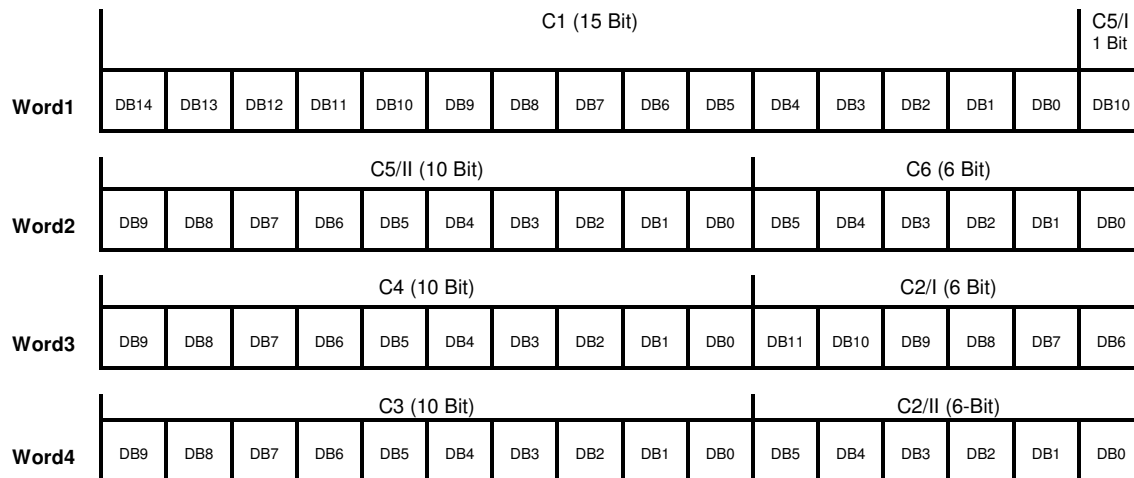 C1 (15 Bit) C5/I
1 Bit
Word1 DB14 DB13 DB12 DB11 DB10 DB9 DB8 DB7 DB6 DB5 DB4 DB3 DB2 DB1 DB0 DB10
C5/II (10 Bit) C6 (6 Bit)
Word2 DB9 DB8 DB7 DB6 DB5 DB4 DB3 DB2 DB1 DB0 DB5 DB4 DB3 DB2 DB1 DB0
C4 (10 Bit) C2/I (6 Bit)
Word3 DB9 DB8 DB7 DB6 DB5 DB4 DB3 DB2 DB1 DB0 DB11 DB10 DB9 DB8 DB7 DB6
C3 (10 Bit) C2/II (6-Bit)
Word4 DB9 DB8 DB7 DB6 DB5 DB4 DB3 DB2 DB1 DB0 DB5 DB4 DB3 DB2 DB1 DB0